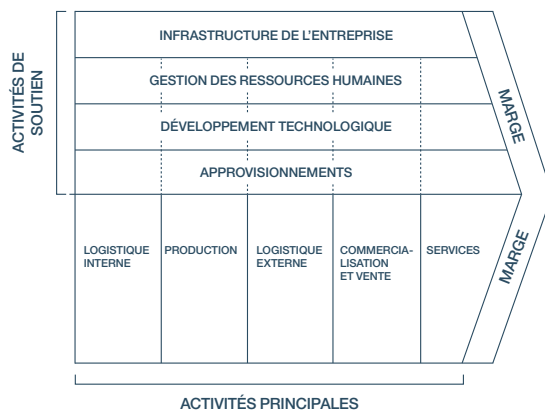 ACTIVITÉS DE
SOUTIEN
INFRASTRUCTURE DE L'ENTREPRISE
GESTION DES RESSOURCES HUMAINES
DÉVELOPPEMENT TECHNOLOGIQUE
APPROVISIONNEMENTS
MARGE
LOGISTIQUE
INTERNE
PRODUCTION
LOGISTIQUE
EXTERNE
COMMERCIA-
LISATION
ET VENTE
SERVICES
MARGE
ACTIVITÉS PRINCIPALES